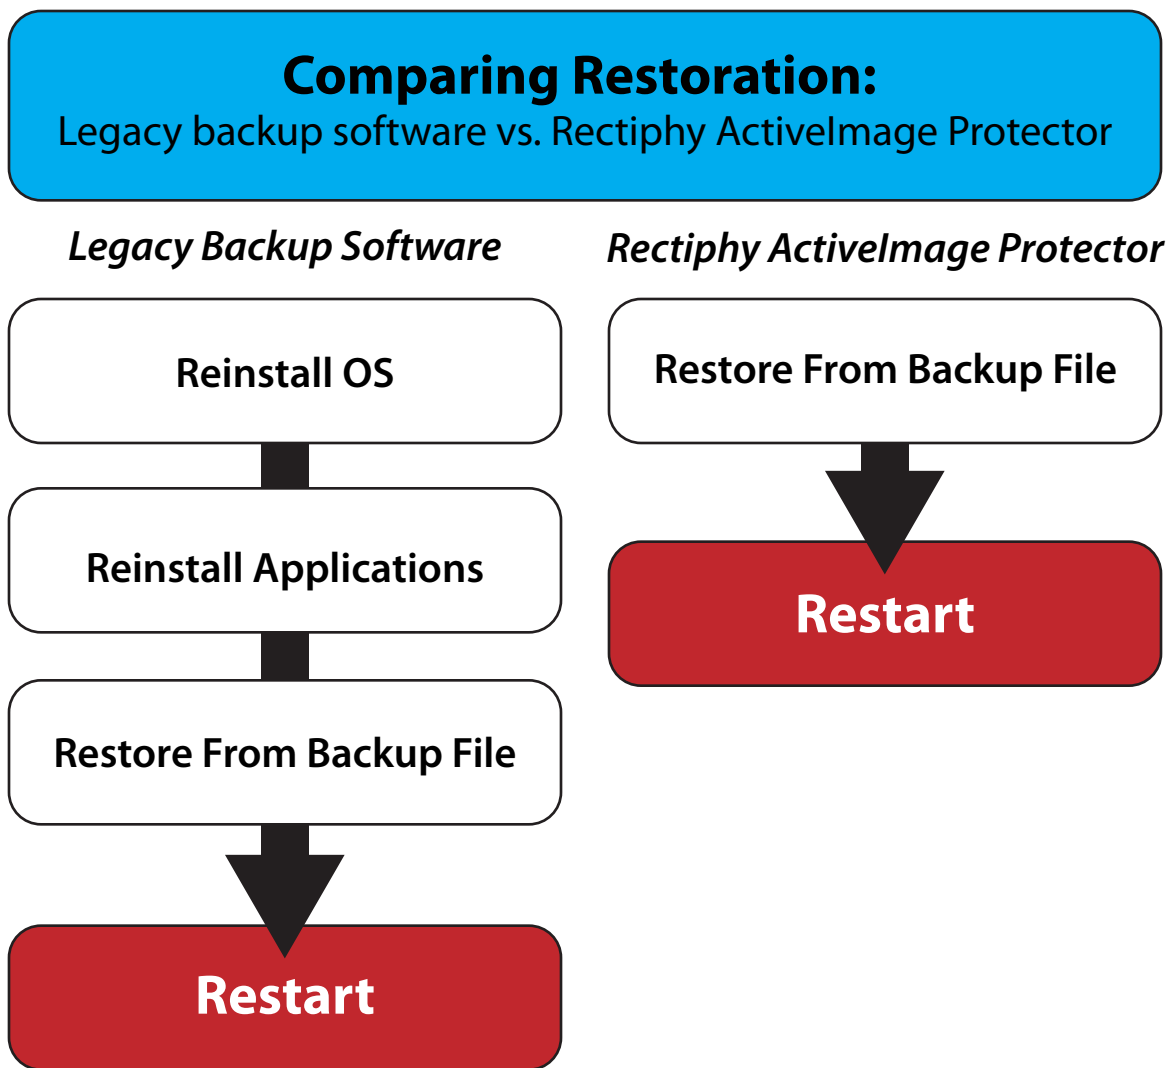 Comparing Restoration:
Legacy backup software vs. Rectiphy ActiveImage Protector
Legacy Backup Software
Reinstall OS
Reinstall Applications
Restore From Backup File
Restart
Rectiphy ActiveImage Protector
Restore From Backup File
Restart